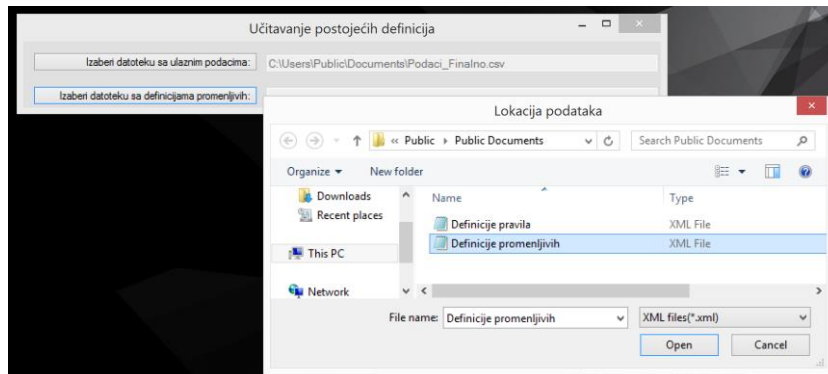 Učitavanje postojećih definicija
Izaberi datoteku sa ulaznim podacima:
C:\Users\Public\Documents\Podaci_Finalno.csv
Izaberi datoteku sa definicijama promenljivih:
Lokacija podataka
« Public ▸ Public Documents
Search Public Documents
Organize
New folder
Downloads
Recent places
This PC
Network
Name
Type
Definicije pravila
XML File
Definicije promenljivih
XML File
File name:
Definicije promenljivih
XML files(*.xml)
Open
Cancel